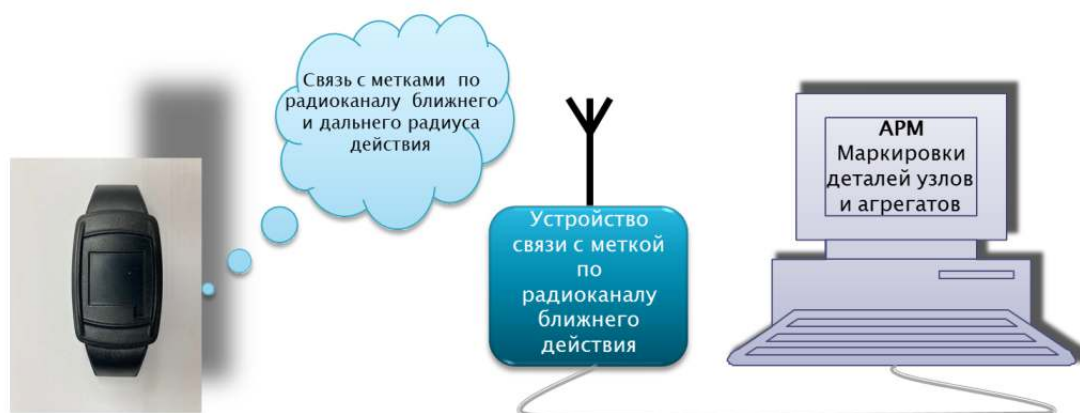 Связь с метками по
радиоканалу ближнего
и дальнего радиуса
действия
Устройство
связи с меткой
по
радиоканалу
ближнего
действия
АРМ
Маркировки
деталей узлов
и агрегатов